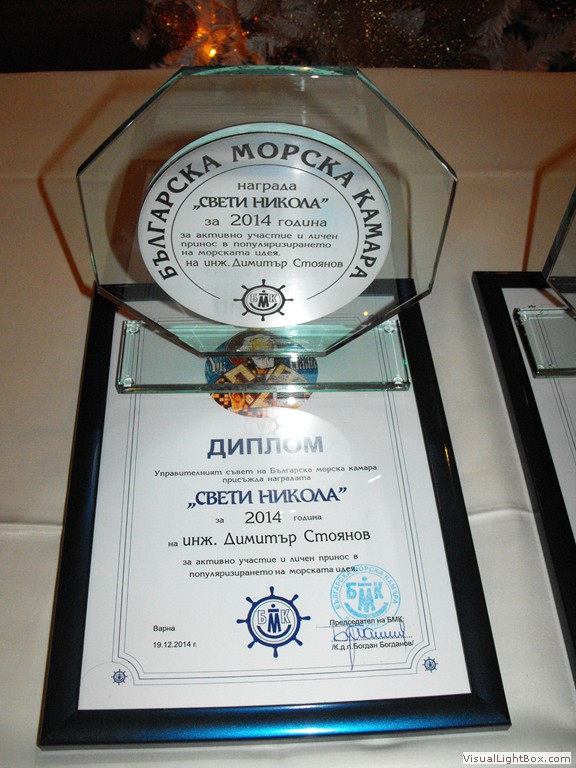 БЪЛГАРСКА МОРСКА КАМАРА
награда
„СВЕТИ НИКОЛА”
за 2014 година
за активно участие и личен
принос в популяризирането
на морската идея.
на инж. Димитър Стоянов
БМК
ДИПЛОМ
Управителният съвет на Българска морска камара
присъжда наградата
„СВЕТИ НИКОЛА”
за 2014 година
на инж. Димитър Стоянов
за активно участие и личен принос в
популяризирането на морската идея.
БЪЛГАРСКА МОРСКА КАМАРА
БМК
БМК
Председател на БМК:
Варна
19.12.2014 г.
/К.д.п. Богдан Богданов/
VisualLightBox.com